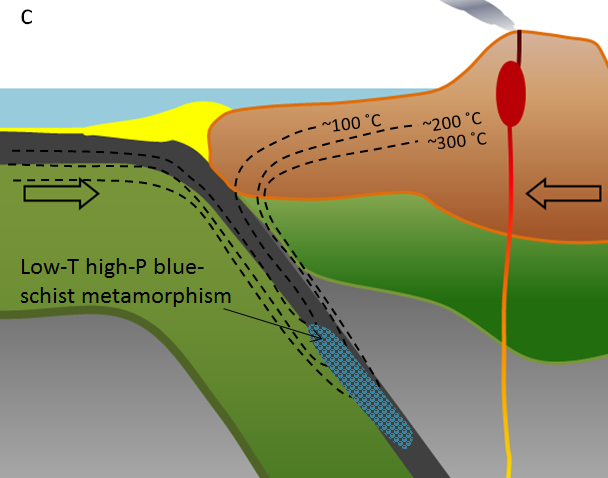 C
~100 ˚C
~200 ˚C
~300 ˚C
Low-T high-P blue-
schist metamorphism